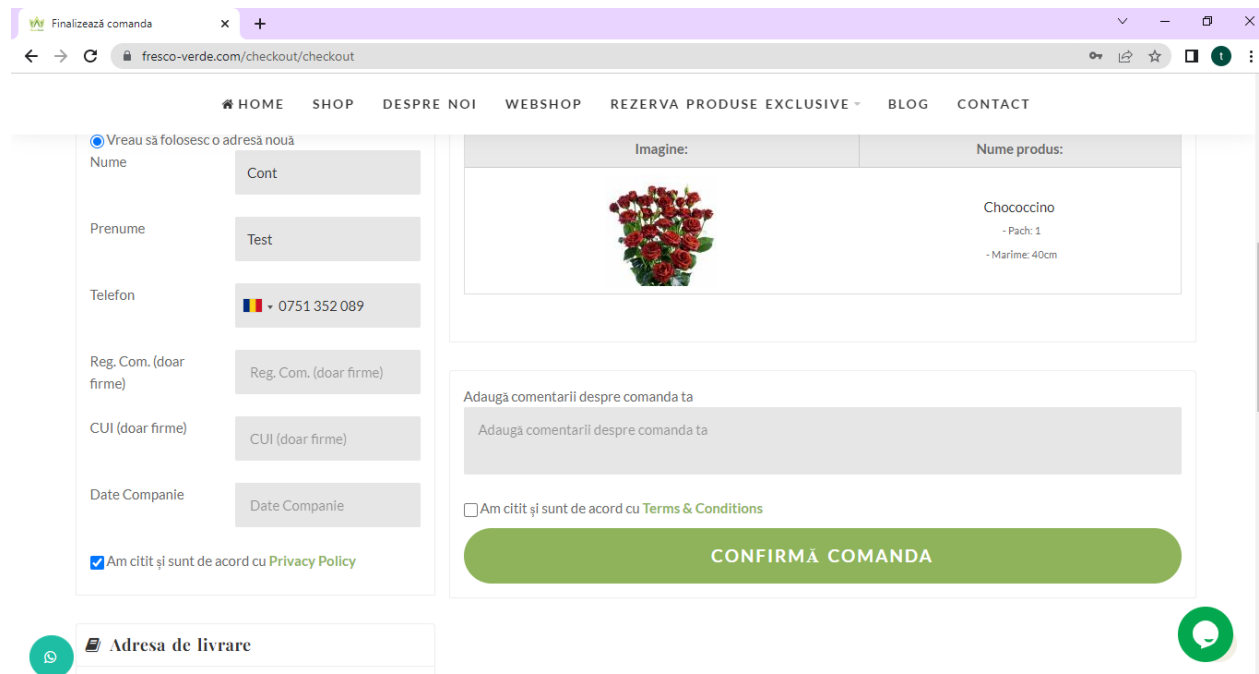 Finalizează comanda
fresco-verde.com/checkout/checkout
t
HOME SHOP DESPRE NOI WEBSHOP REZERVA PRODUSE EXCLUSIVE BLOG CONTACT
Vreau să folosesc o adresă nouă
Nume
Cont
Prenume
Test
Telefon
0751 352 089
Reg. Com. (doar
firme)
Reg. Com. (doar firme)
CUI (doar firme)
CUI (doar firme)
Date Companie
Date Companie
Am citit și sunt de acord cu Privacy Policy
Adresa de livrare
Imagine: Nume produs:
Chococcino
- Pach: 1
- Marime: 40cm
Adaugă comentarii despre comanda ta
Adaugă comentarii despre comanda ta
Am citit și sunt de acord cu Terms & Conditions
CONFIRMĂ COMANDA